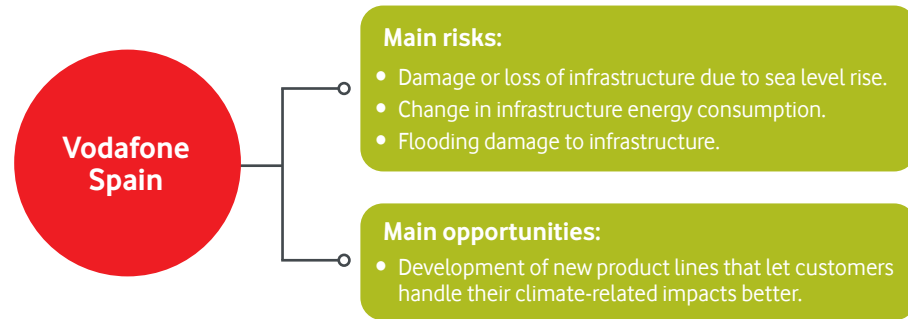 Vodafone
Spain
Main risks:
• Damage or loss of infrastructure due to sea level rise.
• Change in infrastructure energy consumption.
• Flooding damage to infrastructure.
Main opportunities:
• Development of new product lines that let customers
handle their climate-related impacts better.